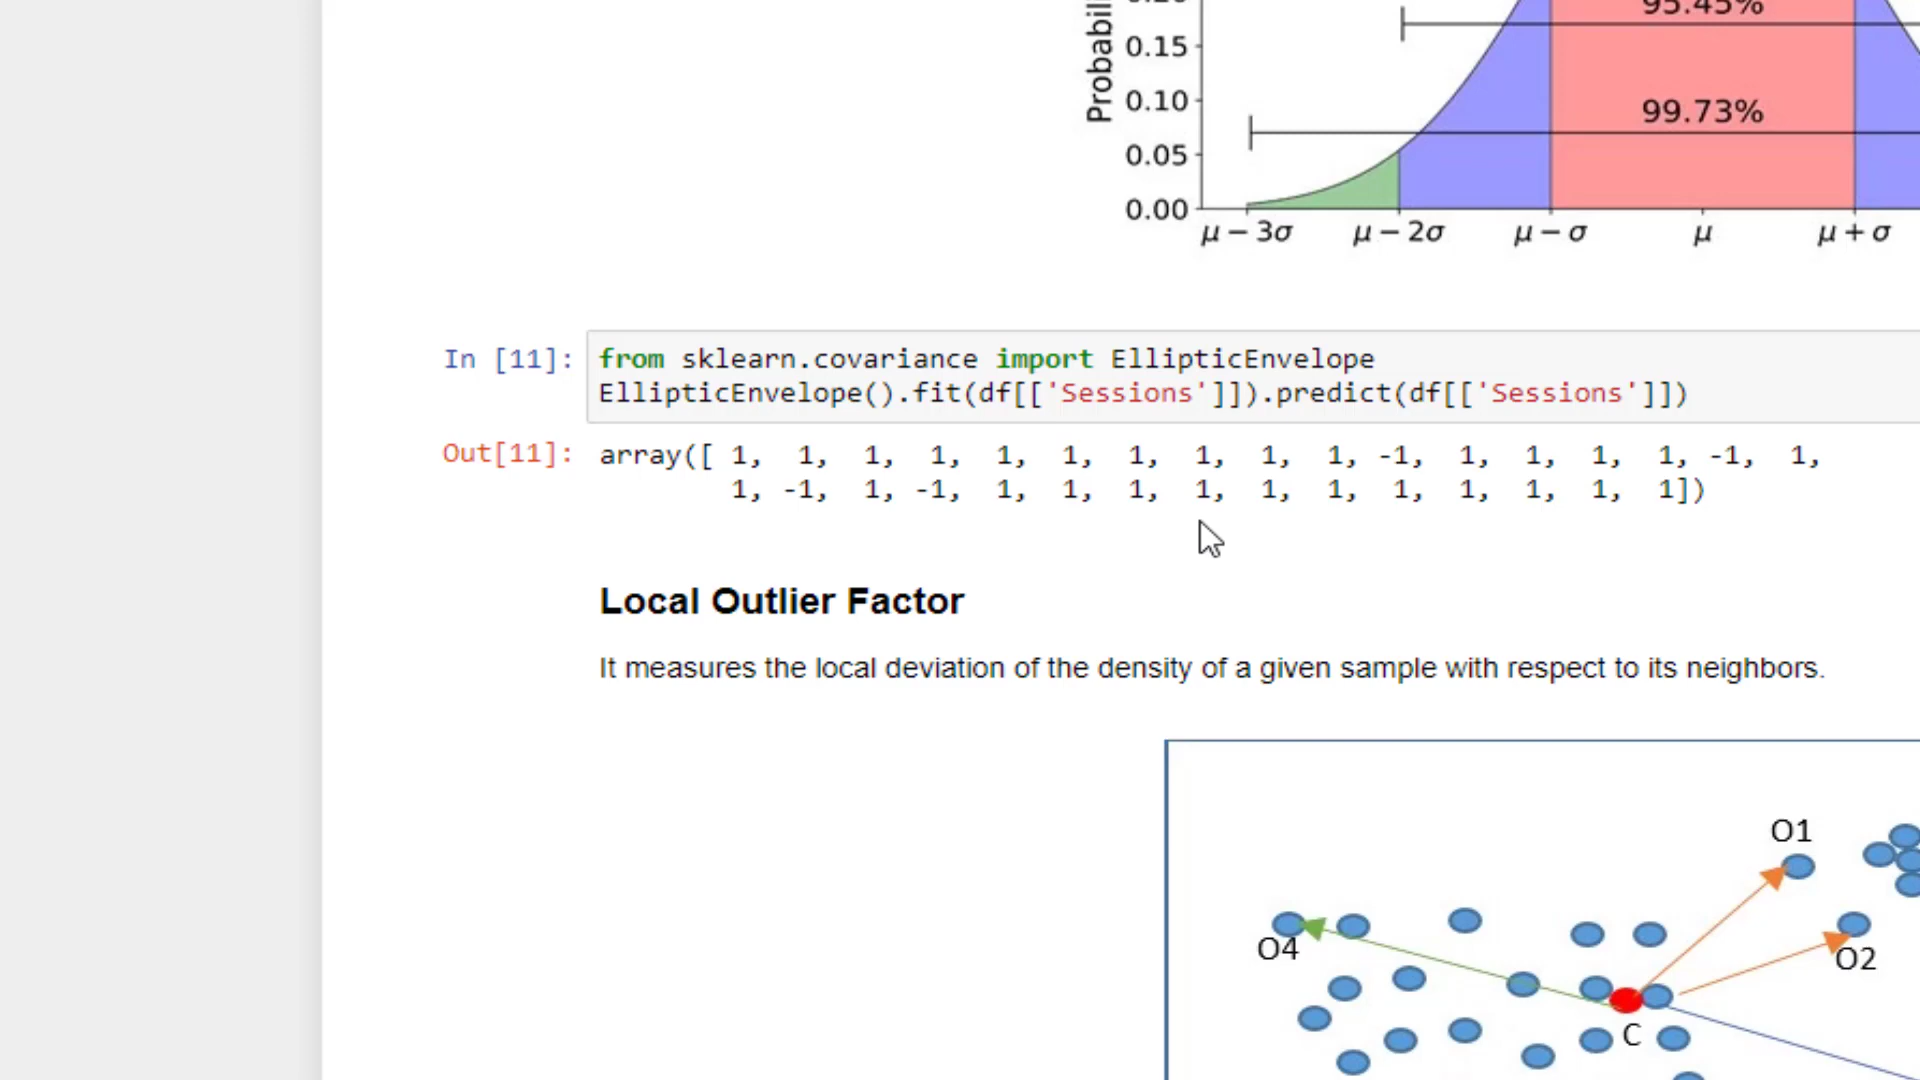 95.45%
0.15
99.73%
0.10
0.05
0.00
μ − 3σ μ − 2σ μ − σ μ μ + σ
In [11]: from sklearn.covariance import EllipticEnvelope
EllipticEnvelope().fit(df[['Sessions']]).predict(df[['Sessions']])
Out[11]: array([ 1, 1, 1, 1, 1, 1, 1, 1, 1, 1, -1, 1, 1, 1, 1, -1, 1,
1, -1, 1, -1, 1, 1, 1, 1, 1, 1, 1, 1, 1, 1, 1])
Local Outlier Factor
It measures the local deviation of the density of a given sample with respect to its neighbors.
O1
O4
O2
C